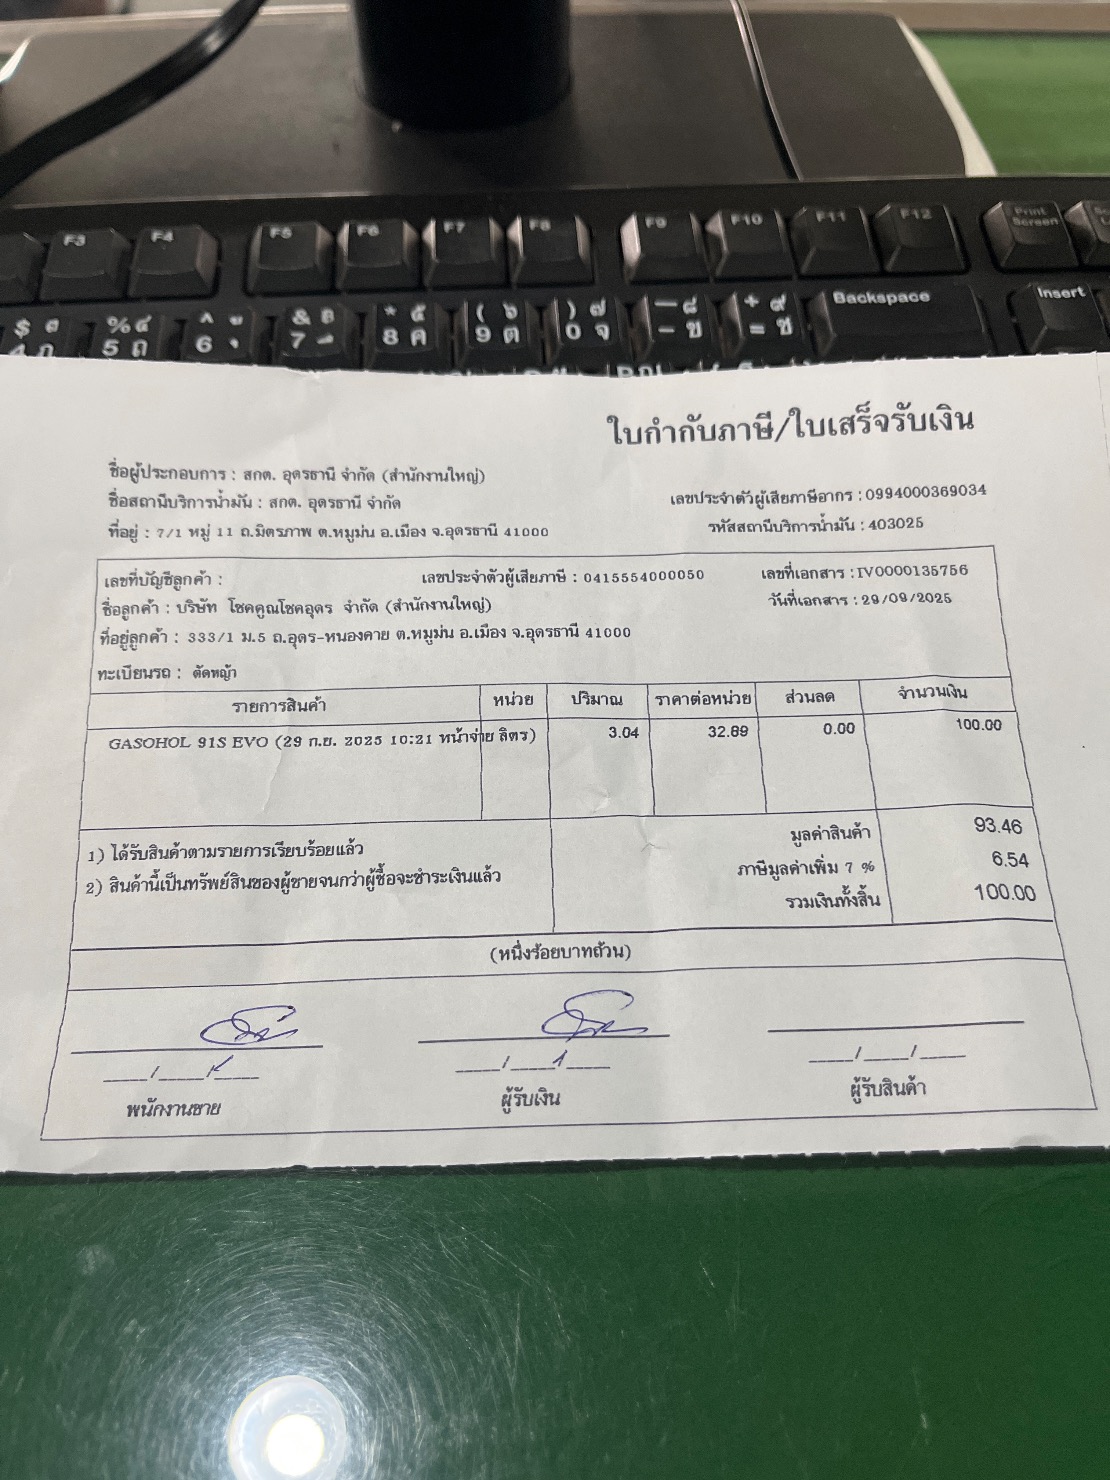 F3 F4 F5 F6 F7 F8 F9 F10 F11 F12 Print Screen
Backspace Insert
ใบกำกับภาษี/ใบเสร็จรับเงิน
ชื่อผู้ประกอบการ : สกต. อุดรธานี จำกัด (สำนักงานใหญ่)
ชื่อสถานีบริการน้ำมัน : สกต. อุดรธานี จำกัด เลขประจำตัวผู้เสียภาษีอากร : 0994000369034
ที่อยู่ : 7/1 หมู่ 11 ถ.มิตรภาพ ต.หมูม่น อ.เมือง จ.อุดรธานี 41000 รหัสสถานีบริการน้ำมัน : 403025
เลขที่บัญชีลูกค้า : เลขประจำตัวผู้เสียภาษี : 0415554000050 เลขที่เอกสาร : IV0000135756
ชื่อลูกค้า : บริษัท โชคคูณโชคอุดร จำกัด (สำนักงานใหญ่) วันที่เอกสาร : 29/09/2025
ที่อยู่ลูกค้า : 333/1 ม.5 ถ.อุดร-หนองคาย ต.หมูม่น อ.เมือง จ.อุดรธานี 41000
ทะเบียนรถ : ตัดหญ้า
รายการสินค้า หน่วย ปริมาณ ราคาต่อหน่วย ส่วนลด จำนวนเงิน
GASOHOL 91S EVO (29 ก.ย. 2025 10:21 หน้าจ่าย ลิตร) 3.04 32.89 0.00 100.00
1) ได้รับสินค้าตามรายการเรียบร้อยแล้ว มูลค่าสินค้า 93.46
2) สินค้านี้เป็นทรัพย์สินของผู้ขายจนกว่าผู้ซื้อจะชำระเงินแล้ว ภาษีมูลค่าเพิ่ม 7 % 6.54
รวมเงินทั้งสิ้น 100.00
(หนึ่งร้อยบาทถ้วน)
____/____/____ ____/____/____ ____/____/____
พนักงานขาย ผู้รับเงิน ผู้รับสินค้า